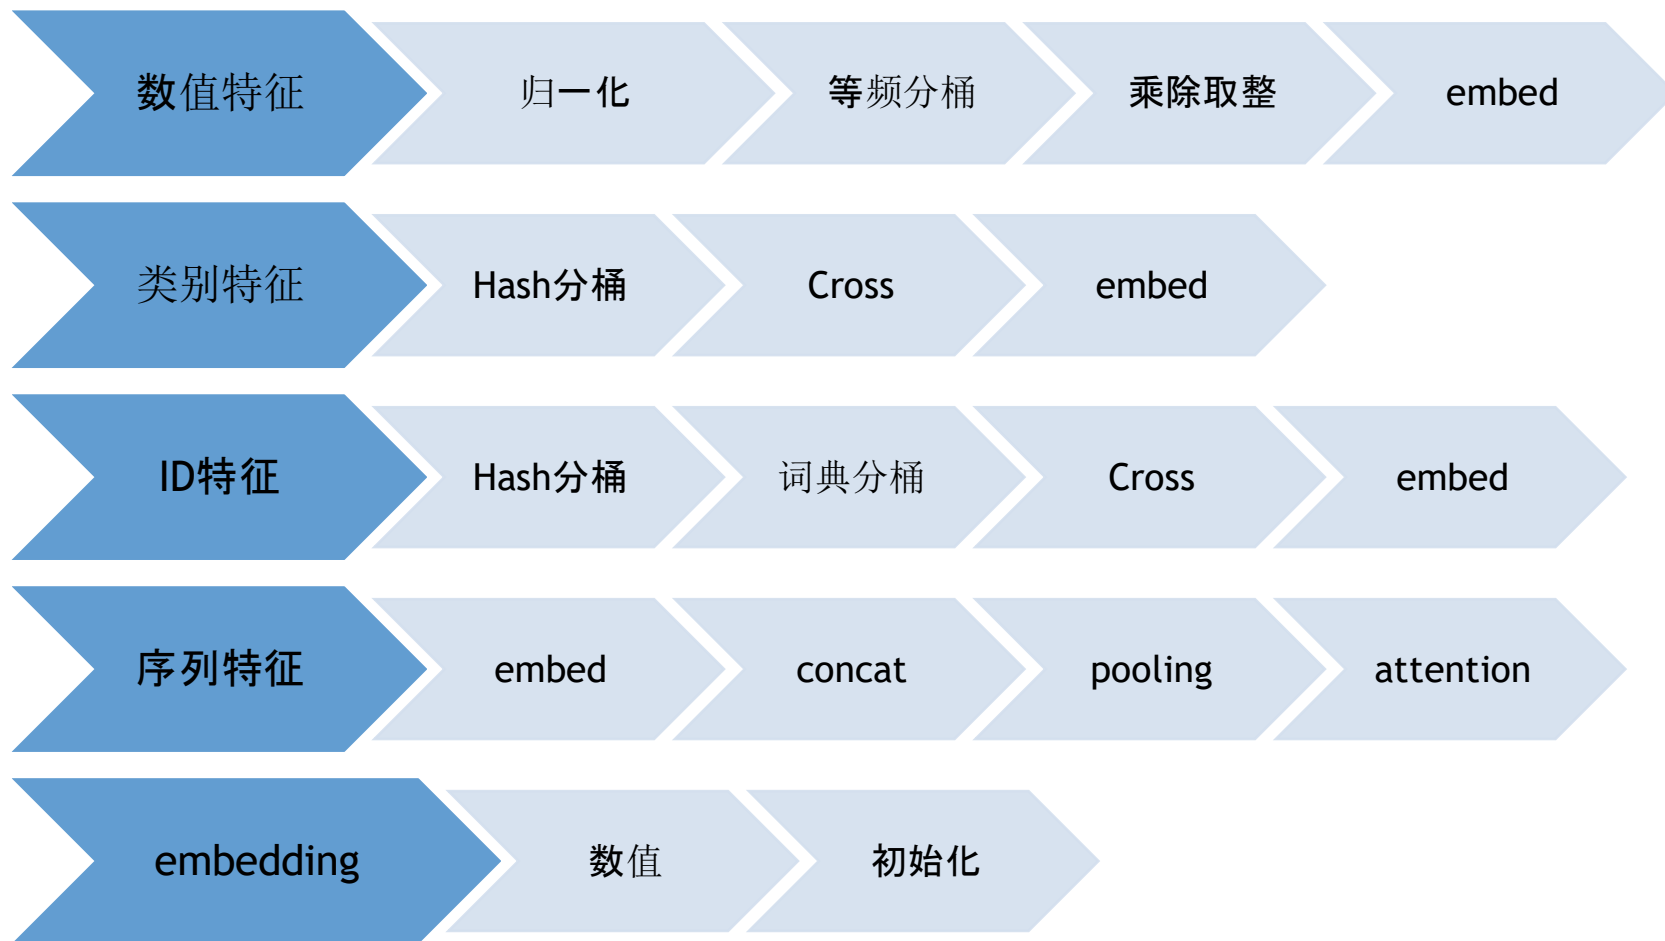 数值特征 归一化 等频分桶 乘除取整 embed
类别特征 Hash分桶 Cross embed
ID特征 Hash分桶 词典分桶 Cross embed
序列特征 embed concat pooling attention
embedding 数值 初始化